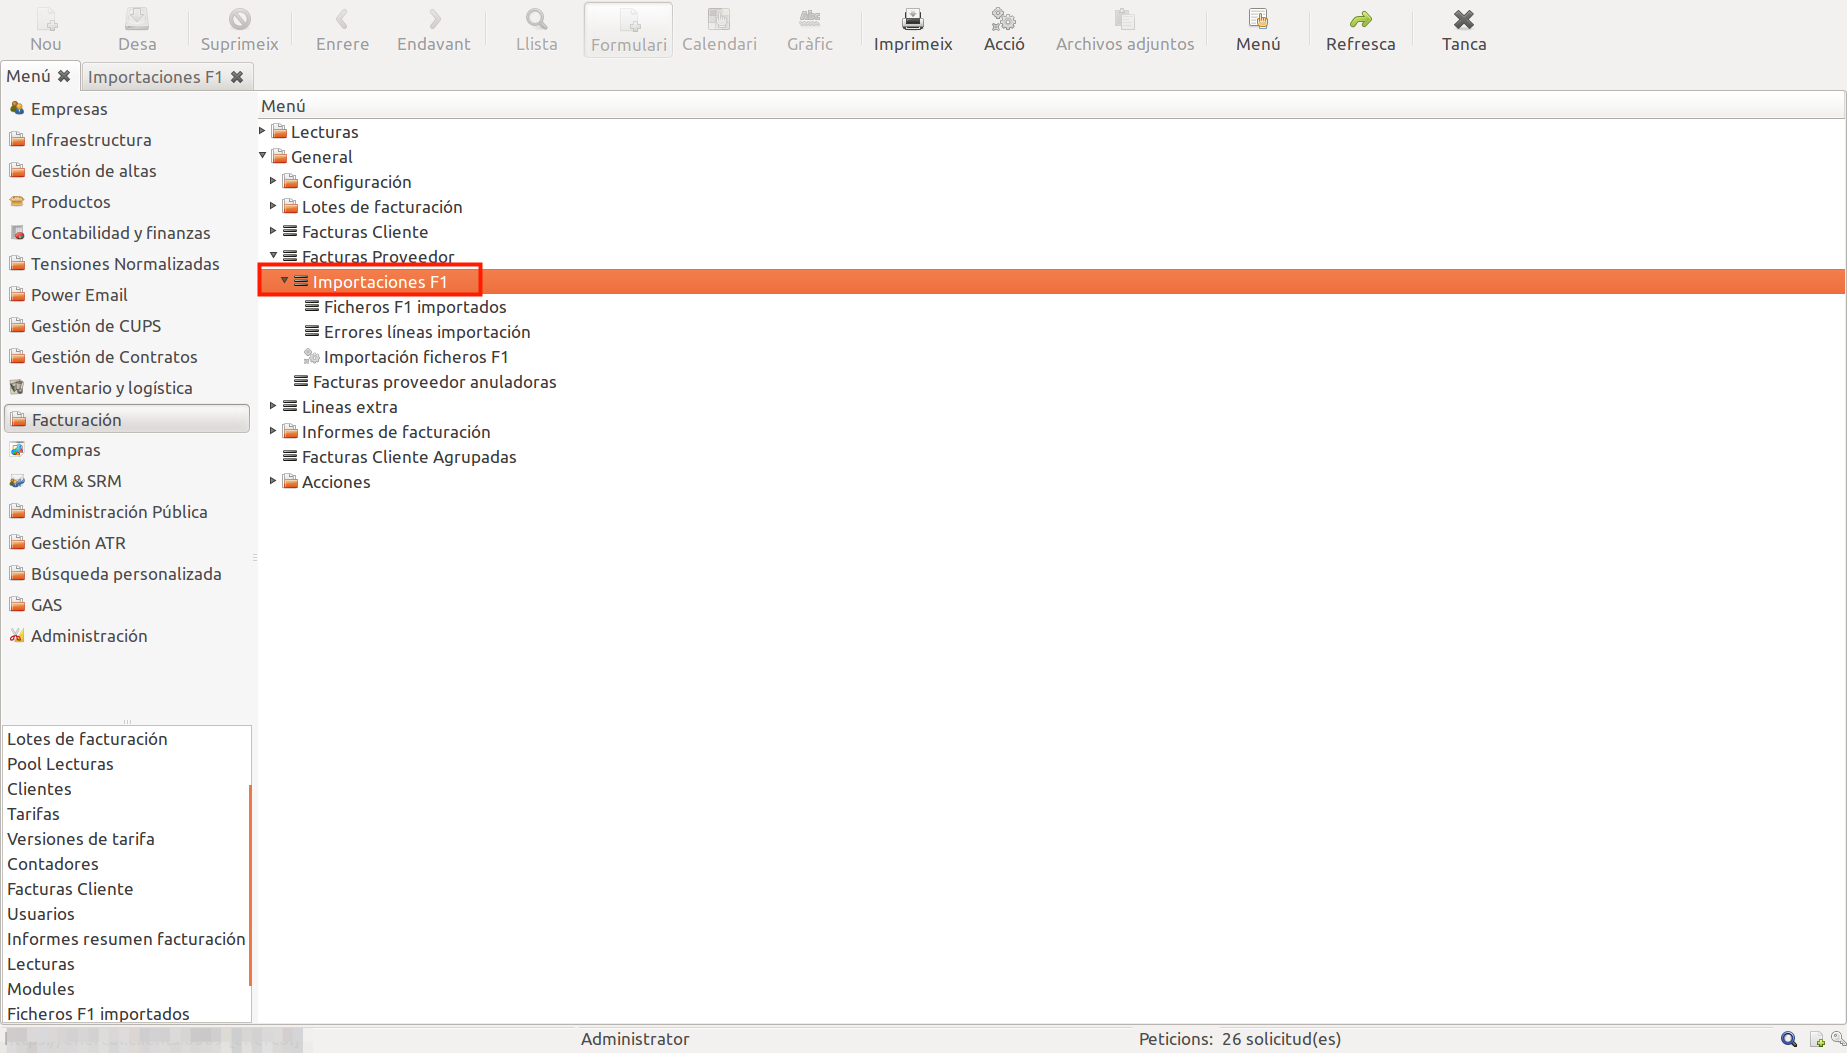 Nou Desa Suprimeix Enrere Endavant Llista Formulari Calendari Gràfic Imprimeix Acció Archivos adjuntos Menú Refresca Tanca
Menú Importaciones F1
Empresas
Infraestructura
Gestión de altas
Productos
Contabilidad y finanzas
Tensiones Normalizadas
Power Email
Gestión de CUPS
Gestión de Contratos
Inventario y logística
Facturación
Compras
CRM & SRM
Administración Pública
Gestión ATR
Búsqueda personalizada
GAS
Administración
Lotes de facturación
Pool Lecturas
Clientes
Tarifas
Versiones de tarifa
Contadores
Facturas Cliente
Usuarios
Informes resumen facturación
Lecturas
Modules
Ficheros F1 importados
Menú
Lecturas
General
Configuración
Lotes de facturación
Facturas Cliente
Facturas Proveedor
Importaciones F1
Ficheros F1 importados
Errores líneas importación
Importación ficheros F1
Facturas proveedor anuladoras
Lineas extra
Informes de facturación
Facturas Cliente Agrupadas
Acciones
Administrator Peticions: 26 solicitud(es)